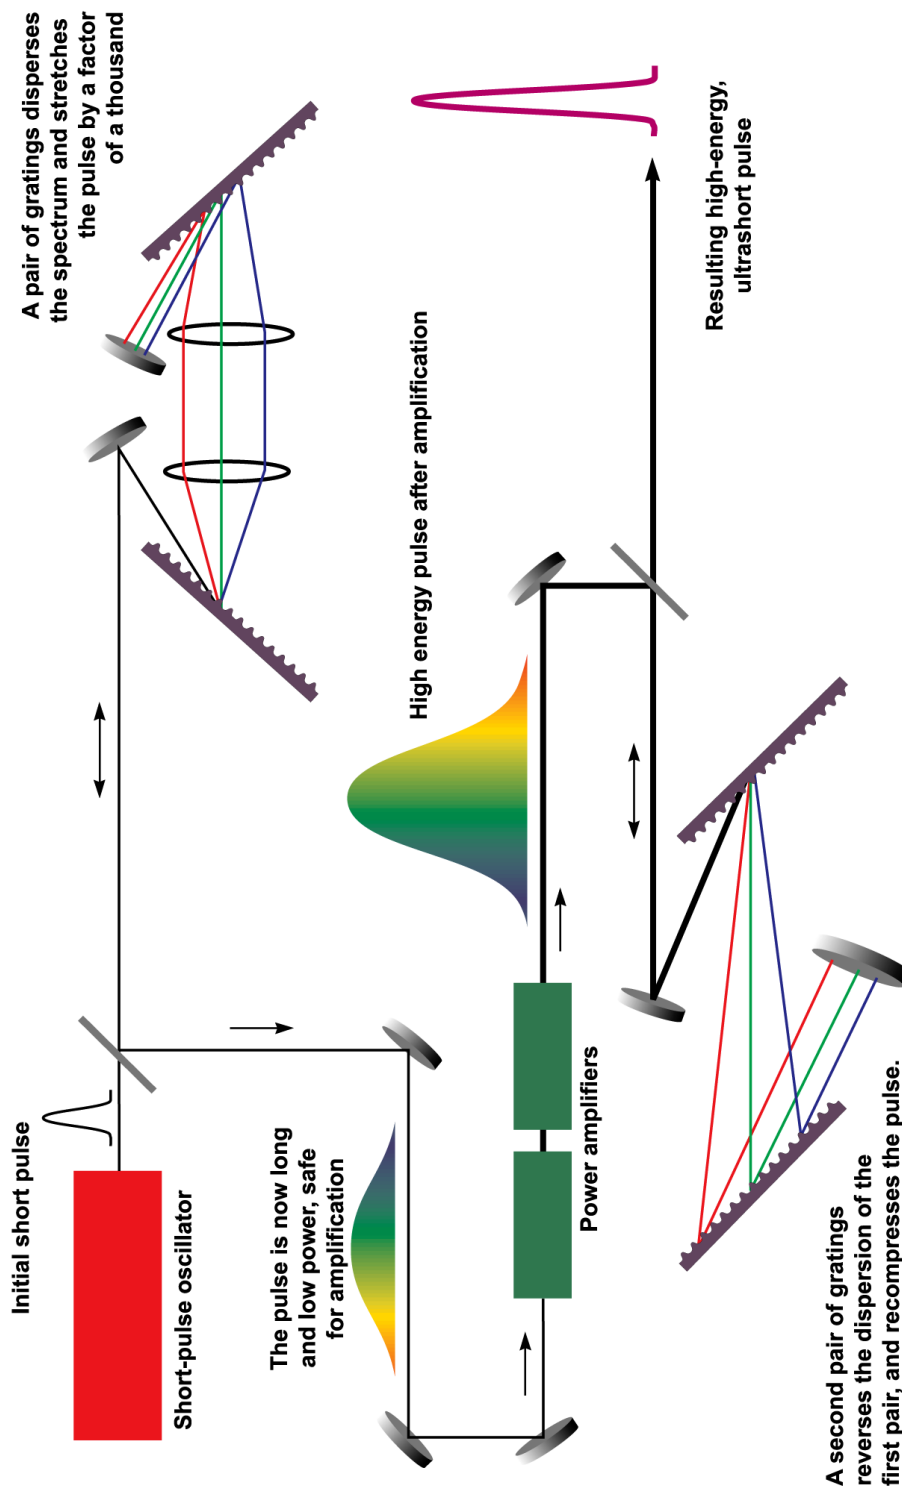 Initial short pulse
Short-pulse oscillator
A pair of gratings disperses
the spectrum and stretches
the pulse by a factor
of a thousand
The pulse is now long
and low power, safe
for amplification
High energy pulse after amplification
Power amplifiers
Resulting high-energy,
ultrashort pulse
A second pair of gratings
reverses the dispersion of the
first pair, and recompresses the pulse.